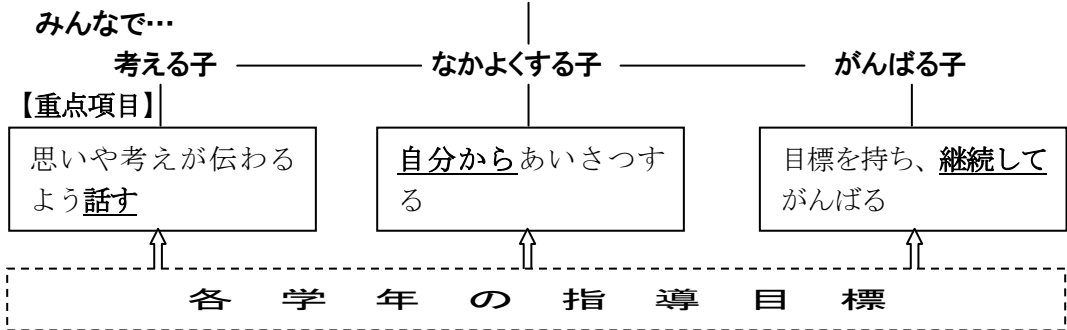 みんなで…
考える子 なかよくする子 がんばる子
【重点項目】
思いや考えが伝わる
よう話す
自分からあいさつす
る
目標を持ち、継続して
がんばる
各学年の指導目標